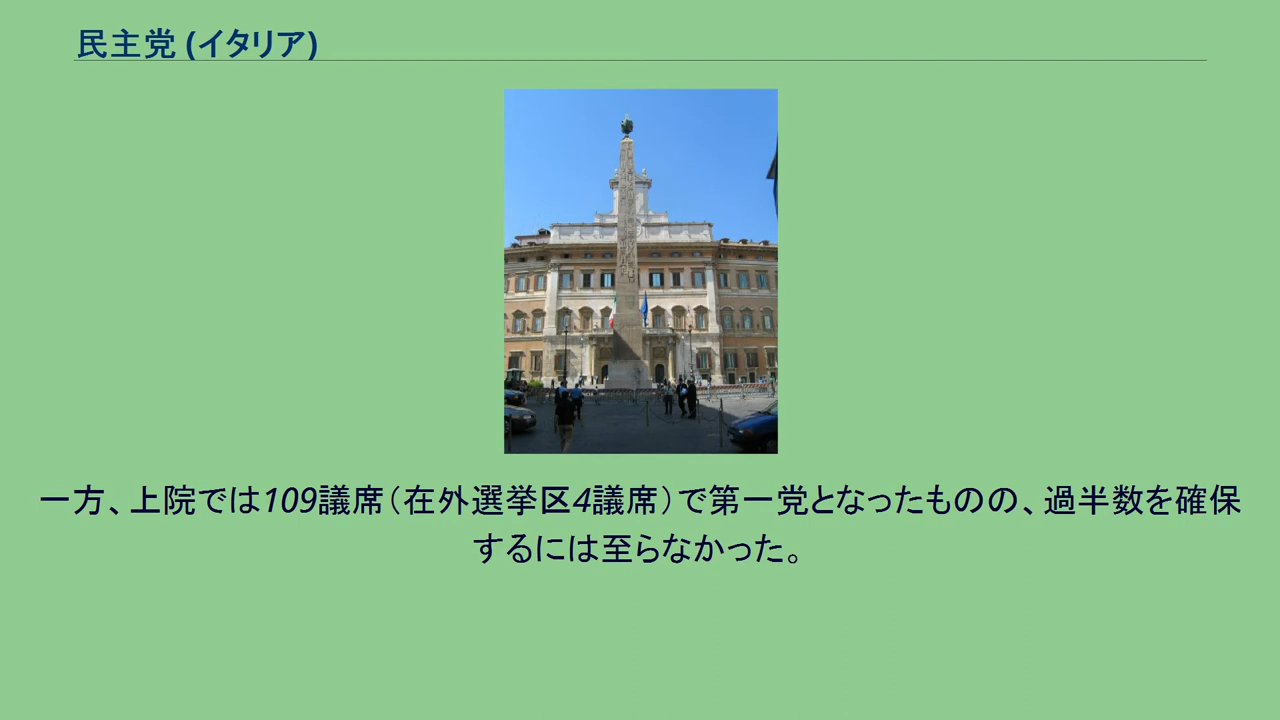 民主党 (イタリア)
一方、上院では109議席（在外選挙区4議席）で第一党となったものの、過半数を確保
するには至らなかった。